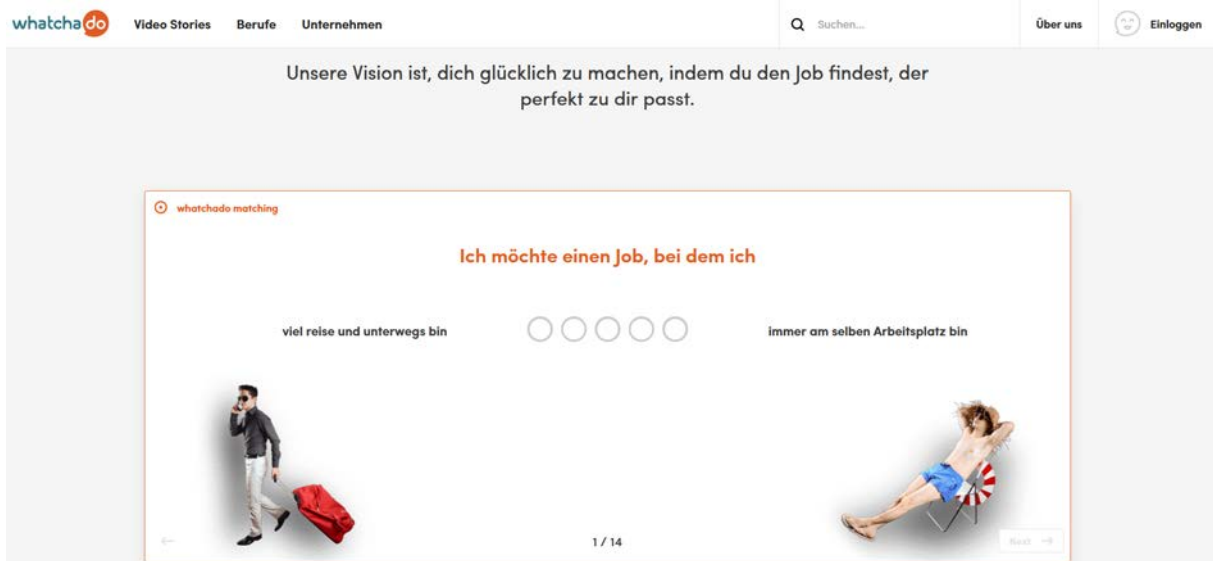 whatchado Video Stories Berufe Unternehmen Suchen... Über uns Einloggen
Unsere Vision ist, dich glücklich zu machen, indem du den Job findest, der
perfekt zu dir passt.
whatchado matching
Ich möchte einen Job, bei dem ich
viel reise und unterwegs bin
immer am selben Arbeitsplatz bin
1 / 14
Next